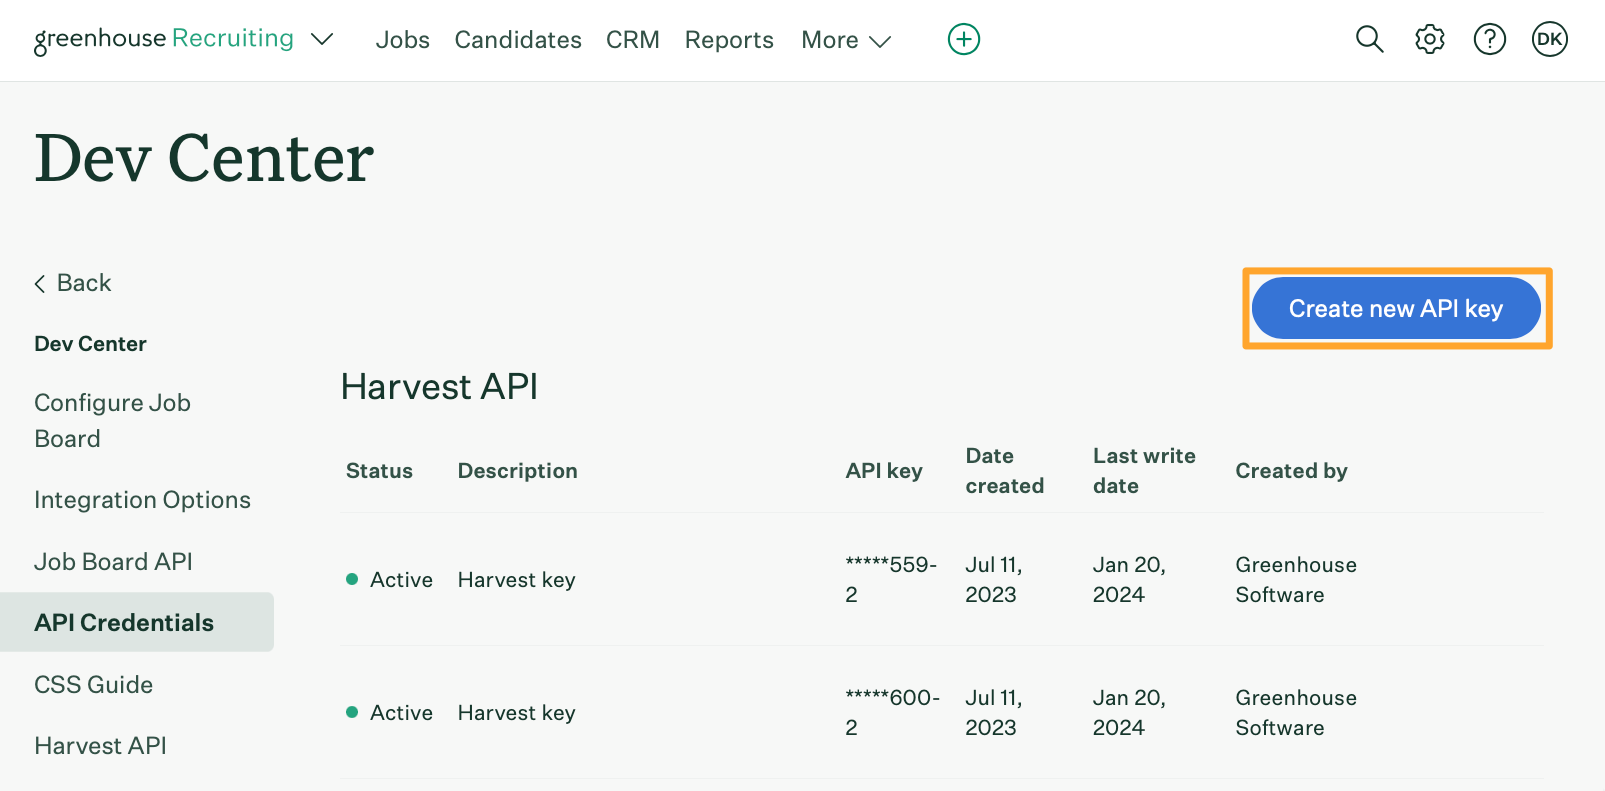 greenhouse Recruiting Jobs Candidates CRM Reports More DK
Dev Center
Back
Create new API key
Dev Center
Configure Job
Board
Integration Options
Job Board API
API Credentials
CSS Guide
Harvest API
Harvest API
Status Description API key Date created Last write date Created by
Active Harvest key *****559-2 Jul 11, 2023 Jan 20, 2024 Greenhouse Software
Active Harvest key *****600-2 Jul 11, 2023 Jan 20, 2024 Greenhouse Software